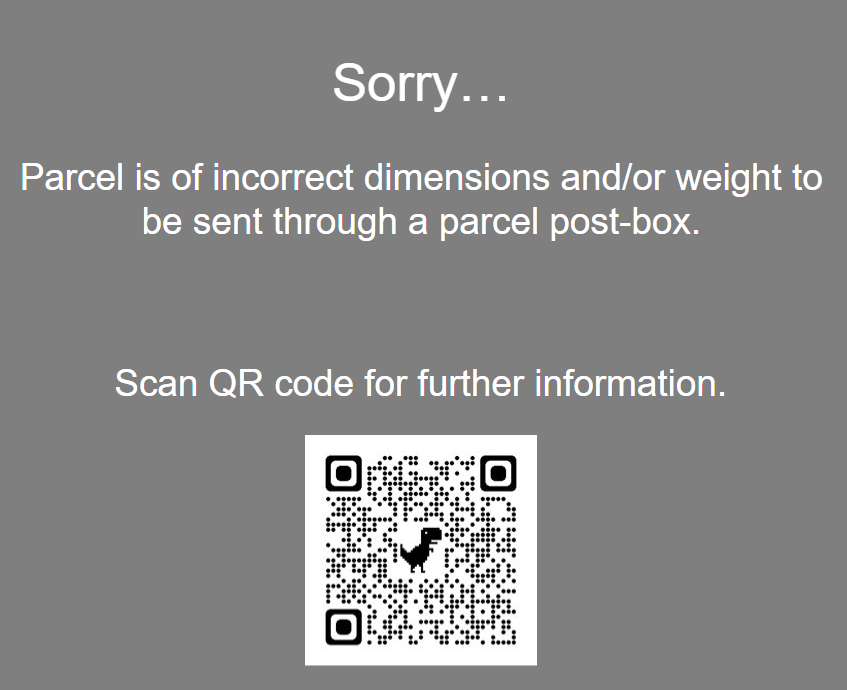 Sorry…
Parcel is of incorrect dimensions and/or weight to
be sent through a parcel post-box.
Scan QR code for further information.